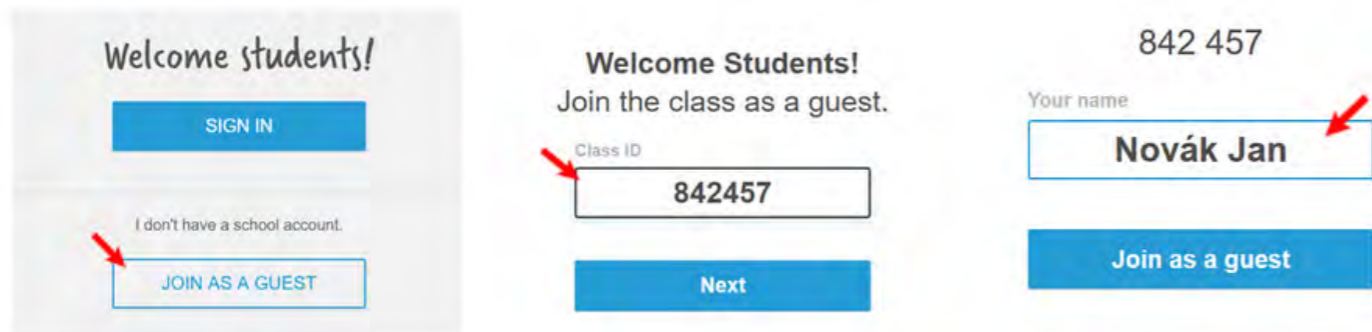 Welcome students!
SIGN IN
I don't have a school account.
JOIN AS A GUEST
Welcome Students!
Join the class as a guest.
Class ID
842457
Next
842 457
Your name
Novák Jan
Join as a guest